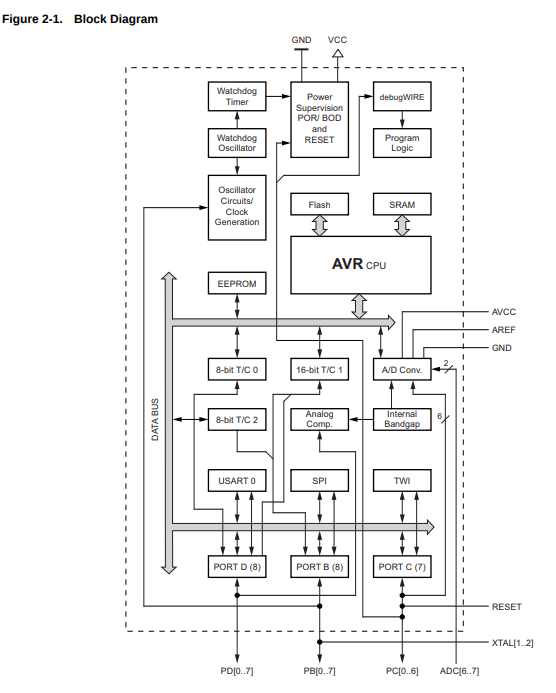 Figure 2-1. Block Diagram
GND
VCC
Watchdog
Timer
Power
Supervision
POR/ BOD
and
RESET
debugWIRE
Watchdog
Oscillator
Program
Logic
Oscillator
Circuits/
Clock
Generation
Flash
SRAM
AVR CPU
EEPROM
AVCC
AREF
GND
8-bit T/C 0
16-bit T/C 1
A/D Conv.
2
DATA BUS
8-bit T/C 2
Analog
Comp.
Internal
Bandgap
6
USART 0
SPI
TWI
PORT D (8)
PORT B (8)
PORT C (7)
RESET
XTAL[1..2]
PD[0..7]
PB[0..7]
PC[0..6]
ADC[6..7]